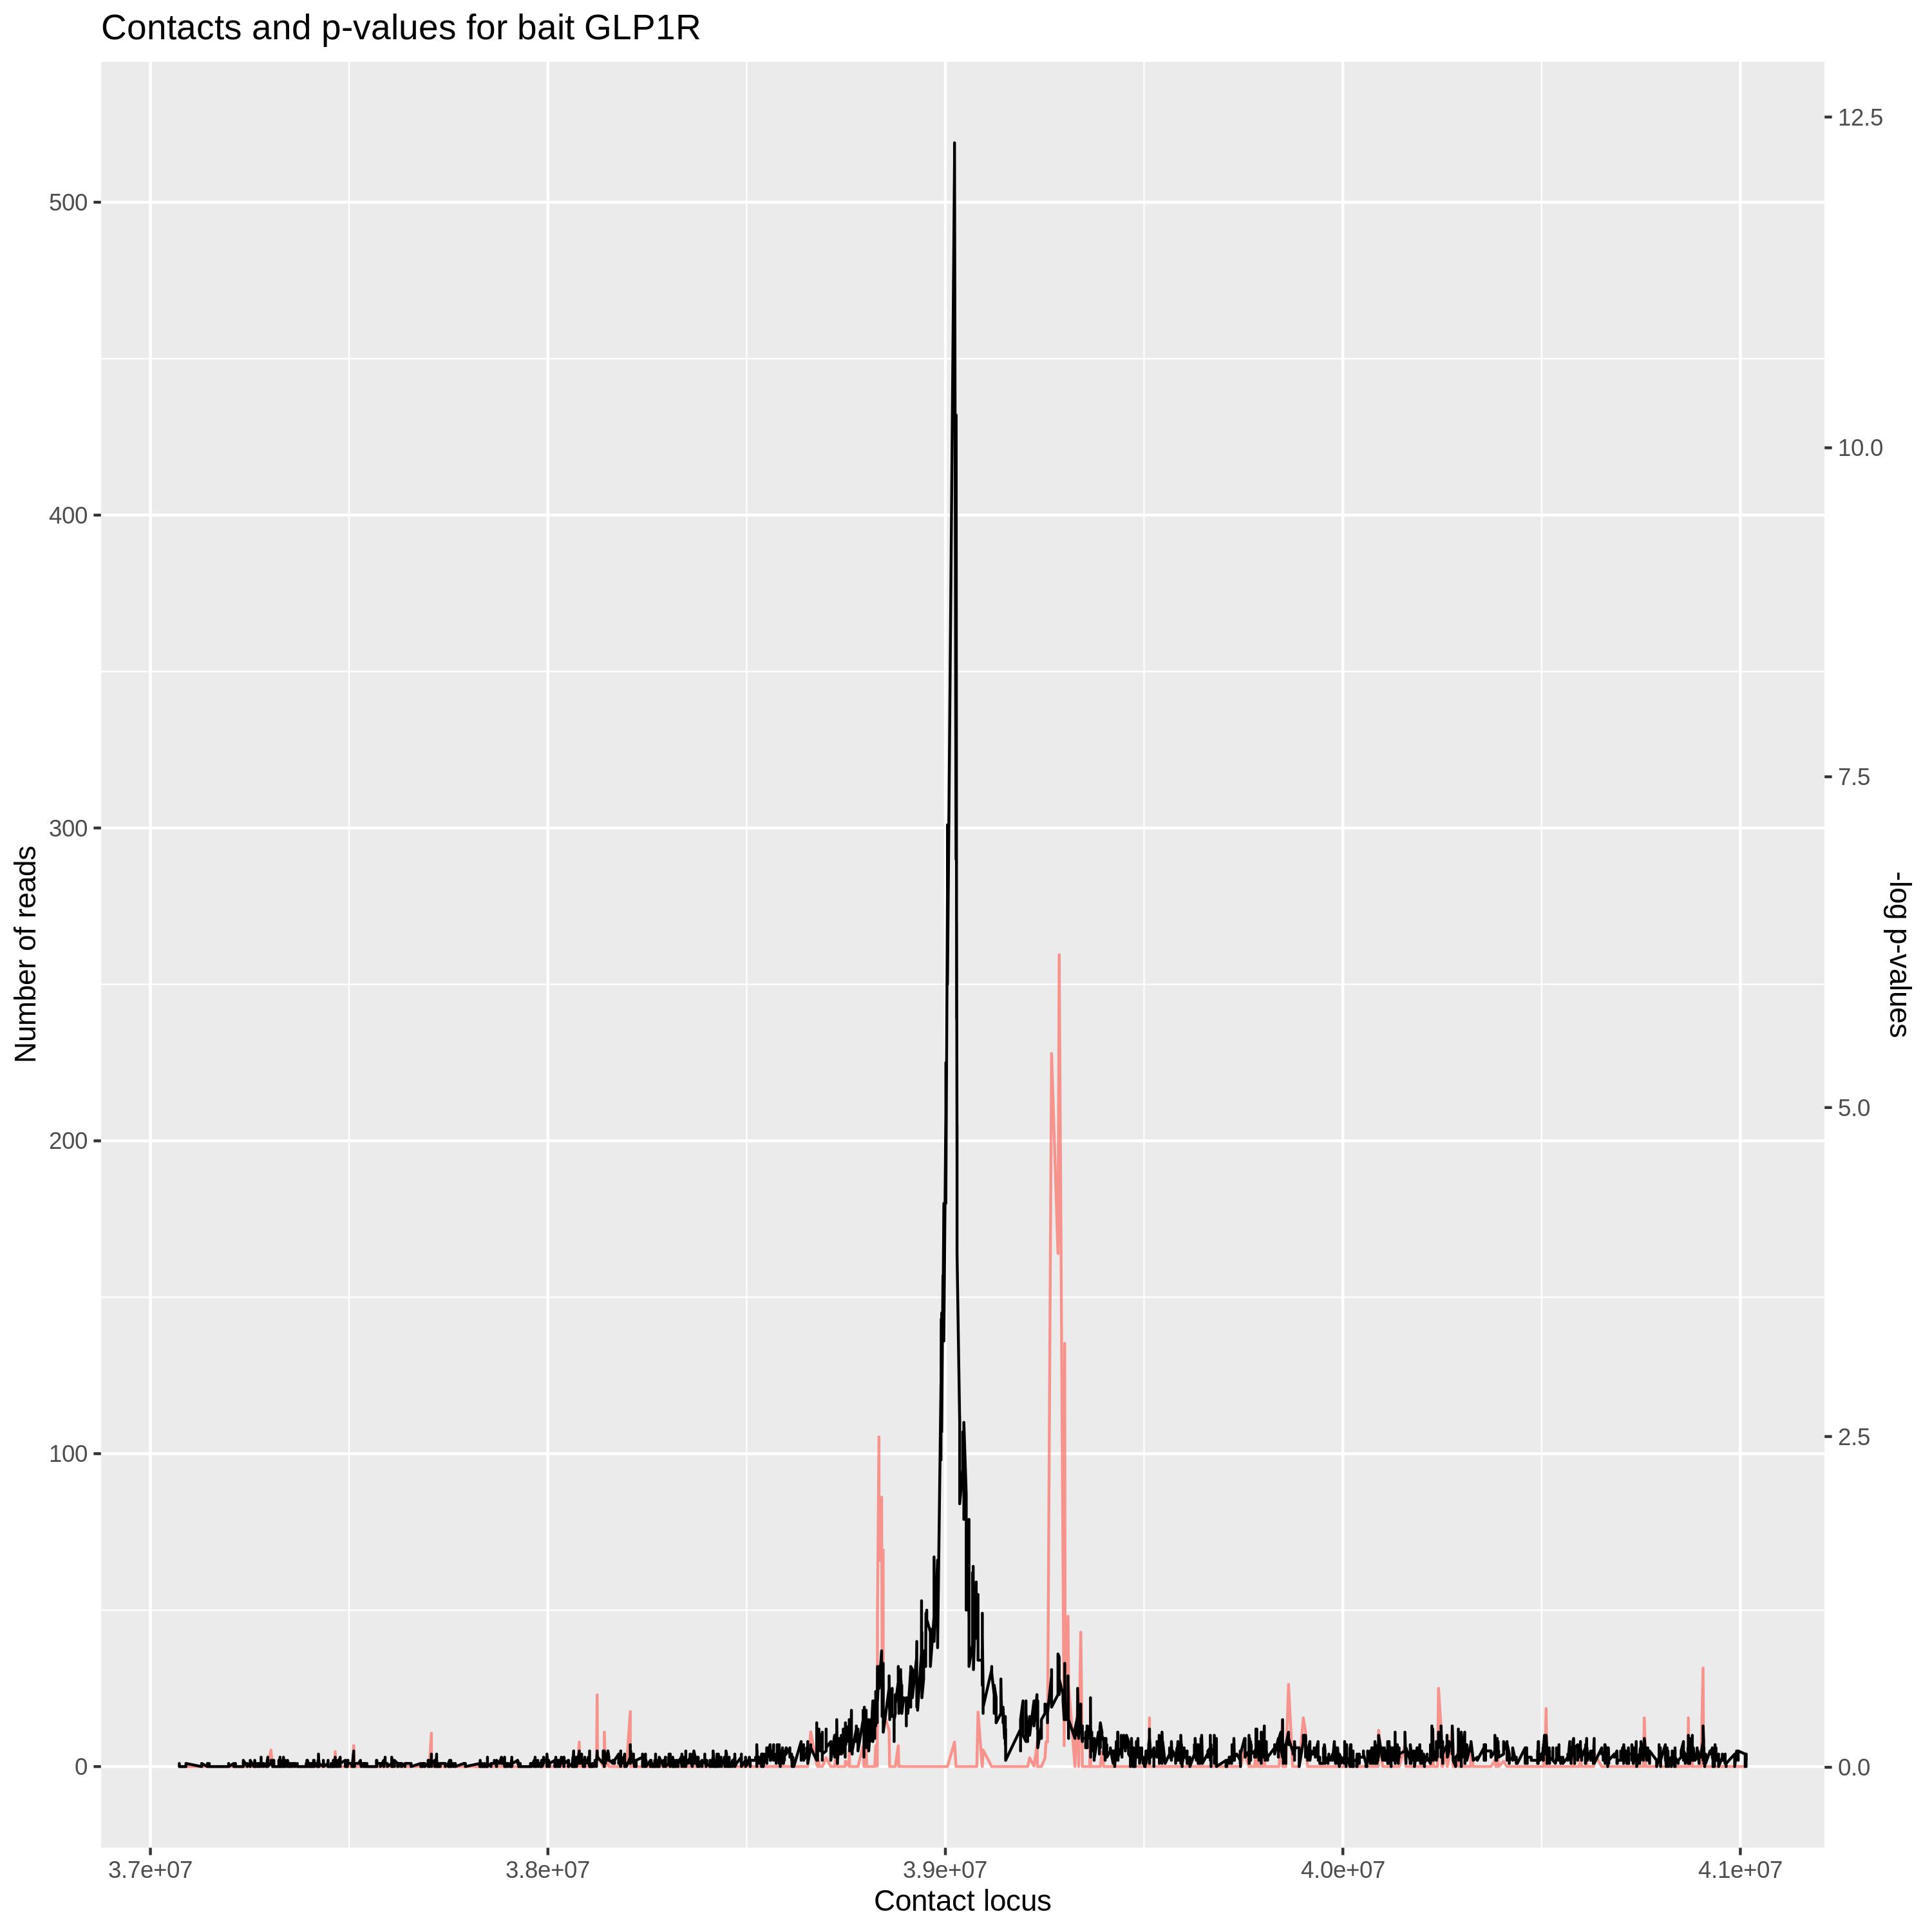 Contacts and p-values for bait GLP1R
500
400
300
200
100
0
Number of reads
12.5
10.0
7.5
5.0
2.5
0.0
-log p-values
3.7e+07
3.8e+07
3.9e+07
4.0e+07
4.1e+07
Contact locus